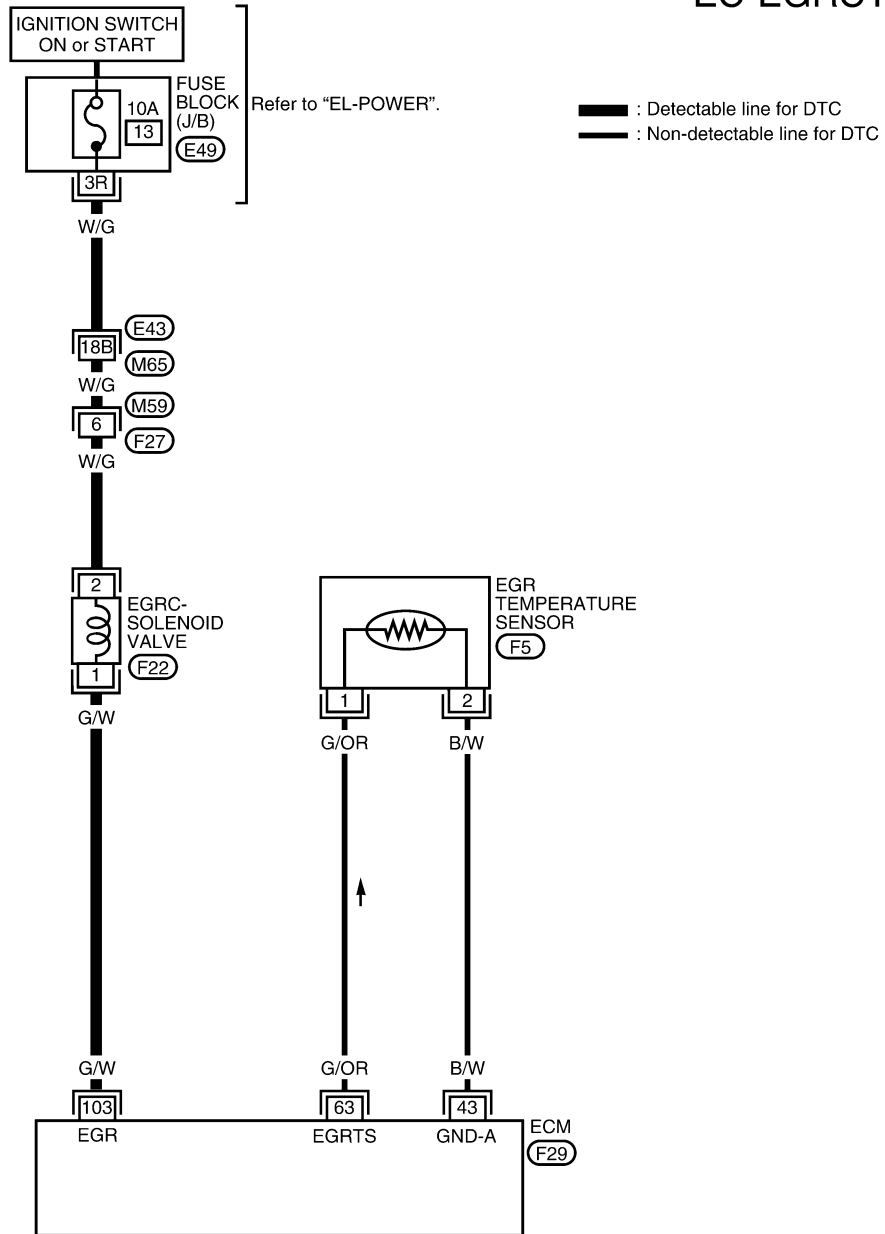 IGNITION SWITCH
ON or START
FUSE
BLOCK
(J/B)
10A
13
E49
Refer to “EL-POWER”.
: Detectable line for DTC
: Non-detectable line for DTC
3R
W/G
E43
18B
M65
W/G
M59
6
F27
W/G
2
EGRC-
SOLENOID
VALVE
F22
1
G/W
EGR
TEMPERATURE
SENSOR
F5
1
2
G/OR
B/W
G/W
G/OR
B/W
103
63
43
EGR
EGRTS
GND-A
ECM
F29